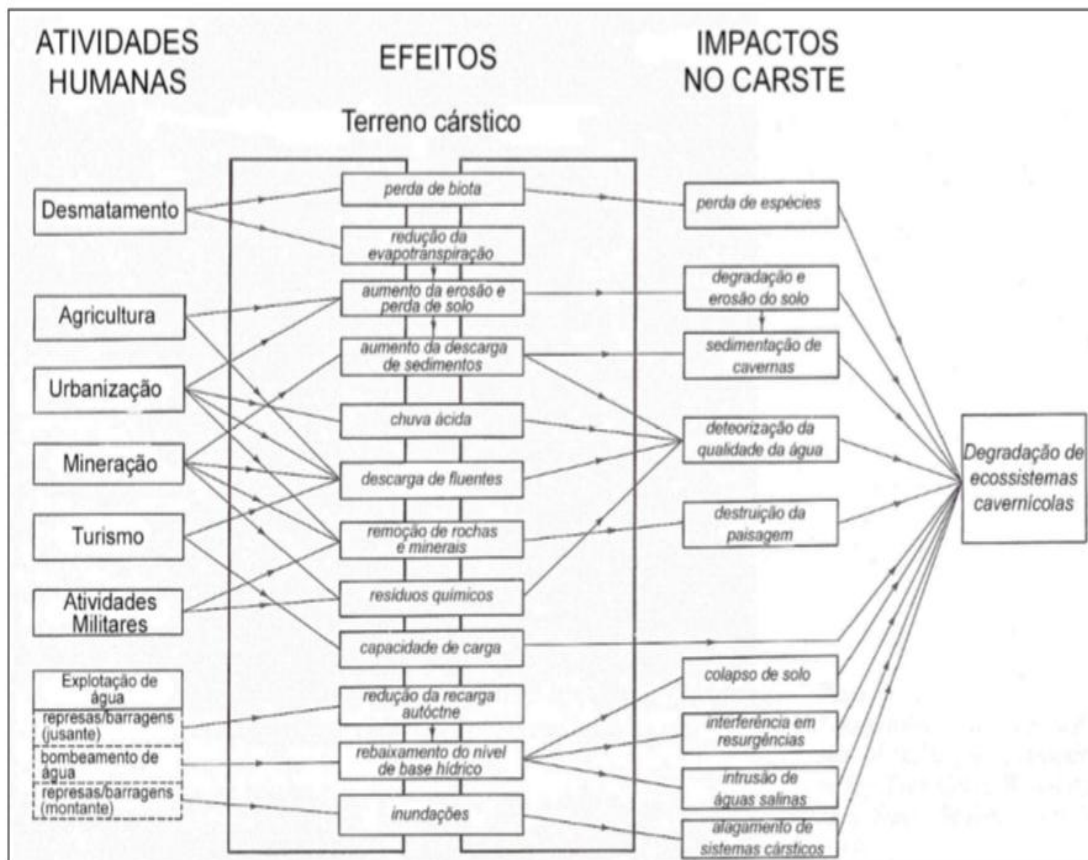 ATIVIDADES
HUMANAS
EFEITOS
IMPACTOS
NO CARSTE
Terreno cárstico
Desmatamento
Agricultura
Urbanização
Mineração
Turismo
Atividades
Militares
Explotação de
água
represas/barragens
(jusante)
bombeamento de
água
represas/barragens
(montante)
perda de biota
redução da
evapotranspiração
aumento da erosão e
perda de solo
aumento da descarga
de sedimentos
chuva ácida
descarga de fluentes
remoção de rochas
e minerais
resíduos químicos
capacidade de carga
redução da recarga
autóctne
rebaixamento do nível
de base hídrico
inundações
perda de espécies
degradação e
erosão do solo
sedimentação de
cavernas
deteorização da
qualidade da água
destruição da
paisagem
colapso de solo
interferência em
resurgências
intrusão de
águas salinas
alagamento de
sistemas cársticos
Degradação de
ecossistemas
cavernícolas